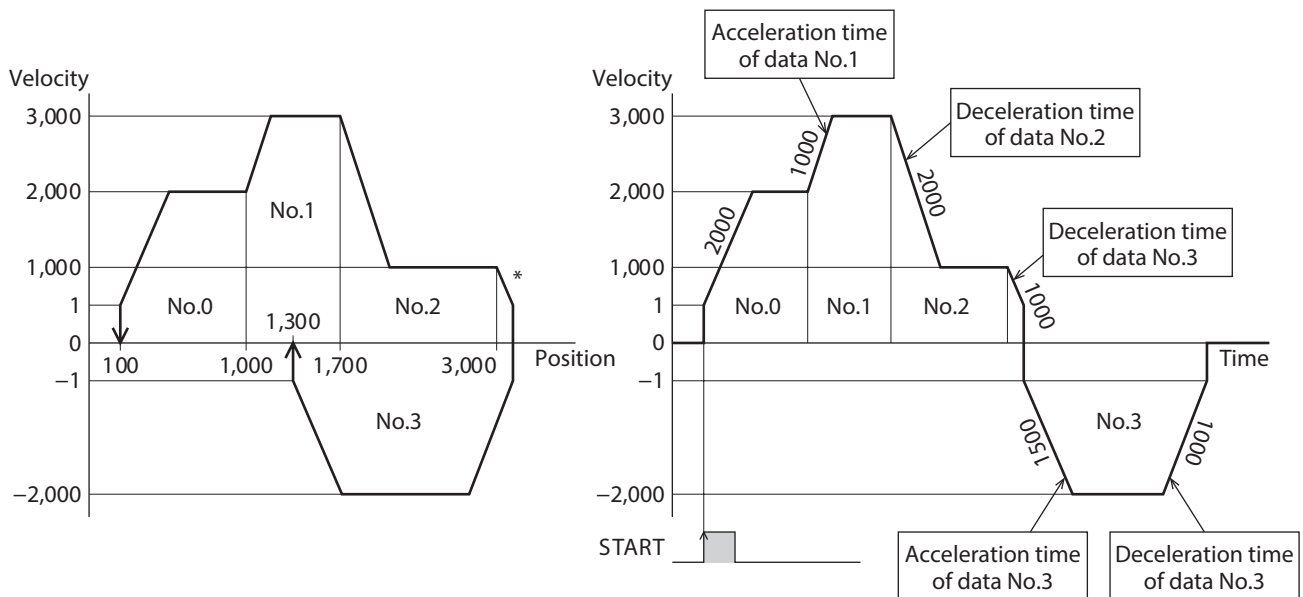 Velocity
3,000
2,000
1,000
1
0
−1
−2,000
No.1
No.0
1,300
No.2
*
100
1,000
1,700
3,000
Position
No.3
Acceleration time
of data No.1
Velocity
3,000
2,000
1,000
1
0
−1
−2,000
1000
Deceleration time
of data No.2
2000
2000
Deceleration time
of data No.3
No.0
No.1
No.2
1000
Time
No.3
1500
1000
START
Acceleration time
of data No.3
Deceleration time
of data No.3